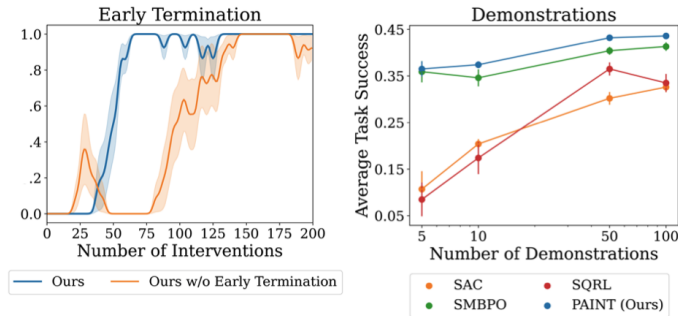 Early Termination
1.0
.8
.6
.4
.2
0.0
0 25 50 75 100 125 150 175 200
Number of Interventions
Ours
Ours w/o Early Termination
Demonstrations
Average Task Success
0.45
0.35
0.15
0.05
5 10 50 100
Number of Demonstrations
SAC
SMBPO
SQRL
PAINT (Ours)